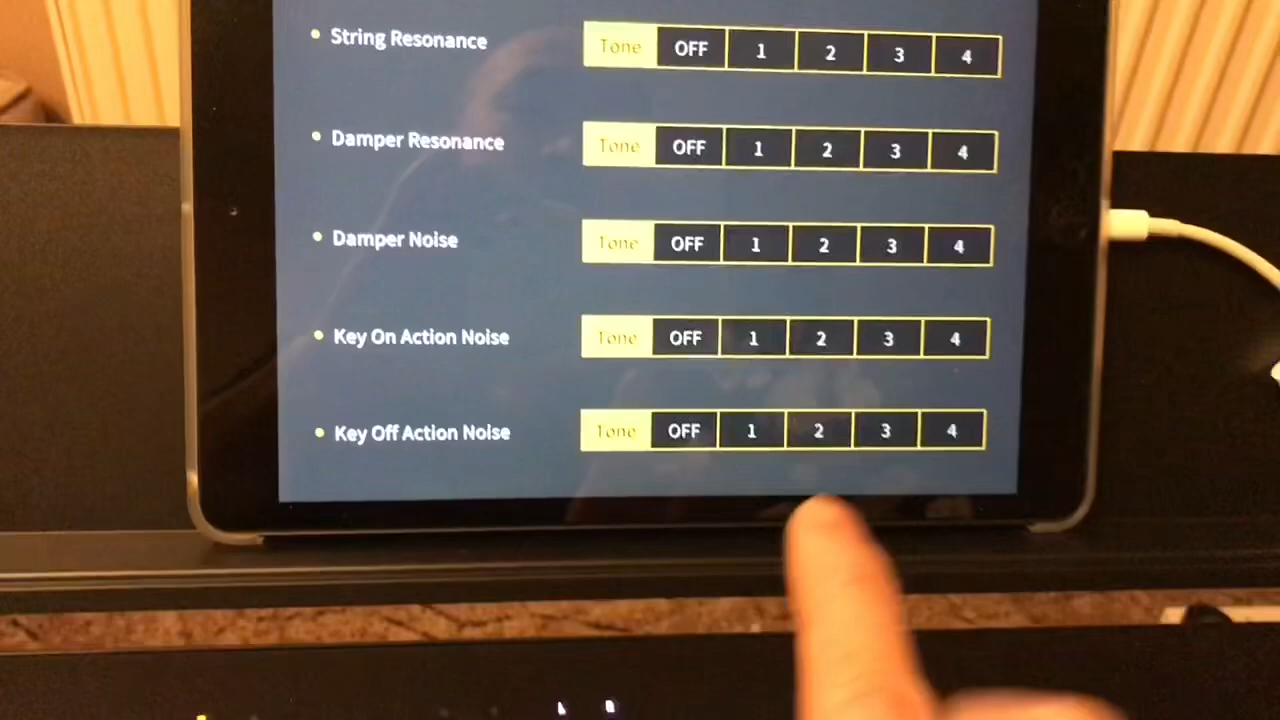 String Resonance Tone OFF 1 2 3 4
Damper Resonance Tone OFF 1 2 3 4
Damper Noise Tone OFF 1 2 3 4
Key On Action Noise Tone OFF 1 2 3 4
Key Off Action Noise Tone OFF 1 2 3 4